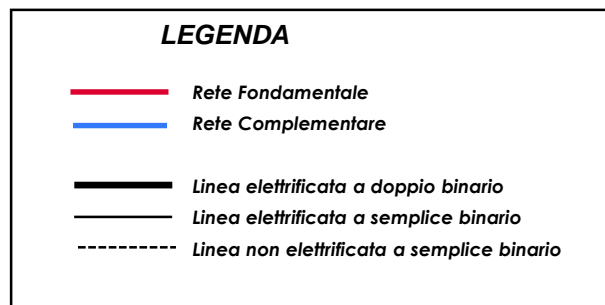 LEGENDA
Rete Fondamentale
Rete Complementare
Linea elettrificata a doppio binario
Linea elettrificata a semplice binario
Linea non elettrificata a semplice binario